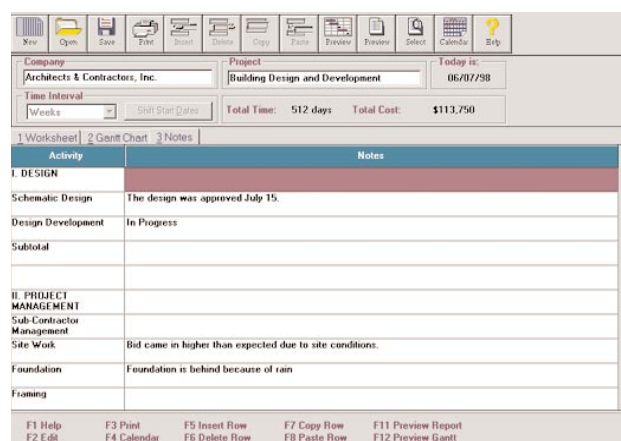 New Open Save Print Insert Delete Copy Paste Preview Preview Select Calendar Help
Company Project Today is:
Architects & Contractors, Inc. Building Design and Development 06/07/98
Time Interval
Weeks Shift Start Dates Total Time: 512 days Total Cost: $113,750
1 Worksheet 2 Gantt Chart 3 Notes
Activity Notes
I. DESIGN
Schematic Design The design was approved July 15.
Design Development In Progress
Subtotal
II. PROJECT
MANAGEMENT
Sub-Contractor
Management
Site Work Bid came in higher than expected due to site conditions.
Foundation Foundation is behind because of rain
Framing
F1 Help F3 Print F5 Insert Row F7 Copy Row F11 Preview Report
F2 Edit F4 Calendar F6 Delete Row F8 Paste Row F12 Preview Gantt